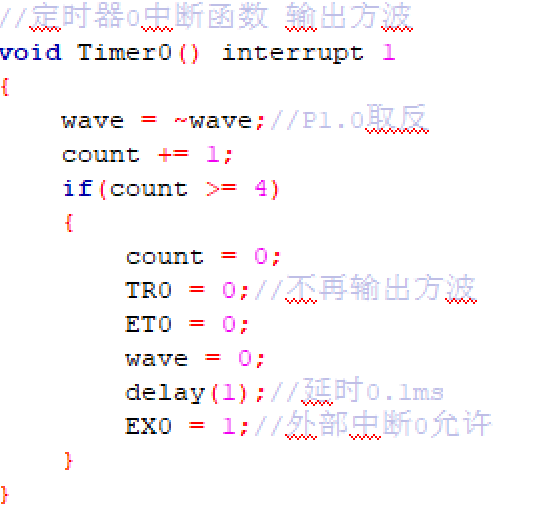 //定时器0中断函数 输出方波
void Timer0() interrupt 1
{
    wave = ~wave;//P1.0取反
    count += 1;
    if(count >= 4)
    {
        count = 0;
        TR0 = 0;//不再输出方波
        ET0 = 0;
        wave = 0;
        delay(1);//延时0.1ms
        EX0 = 1;//外部中断0允许
    }
}